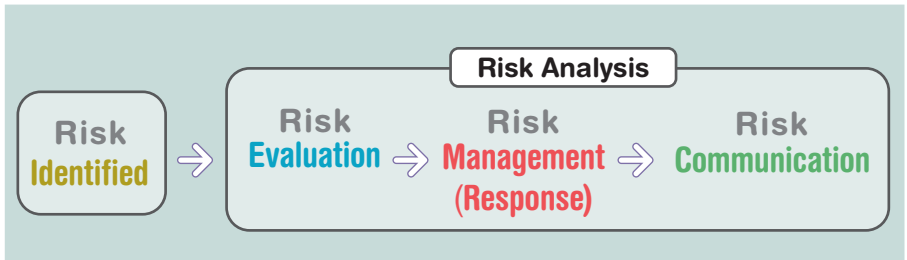 Risk Analysis
Risk
Identified
Risk
Evaluation
Risk
Management
(Response)
Risk
Communication